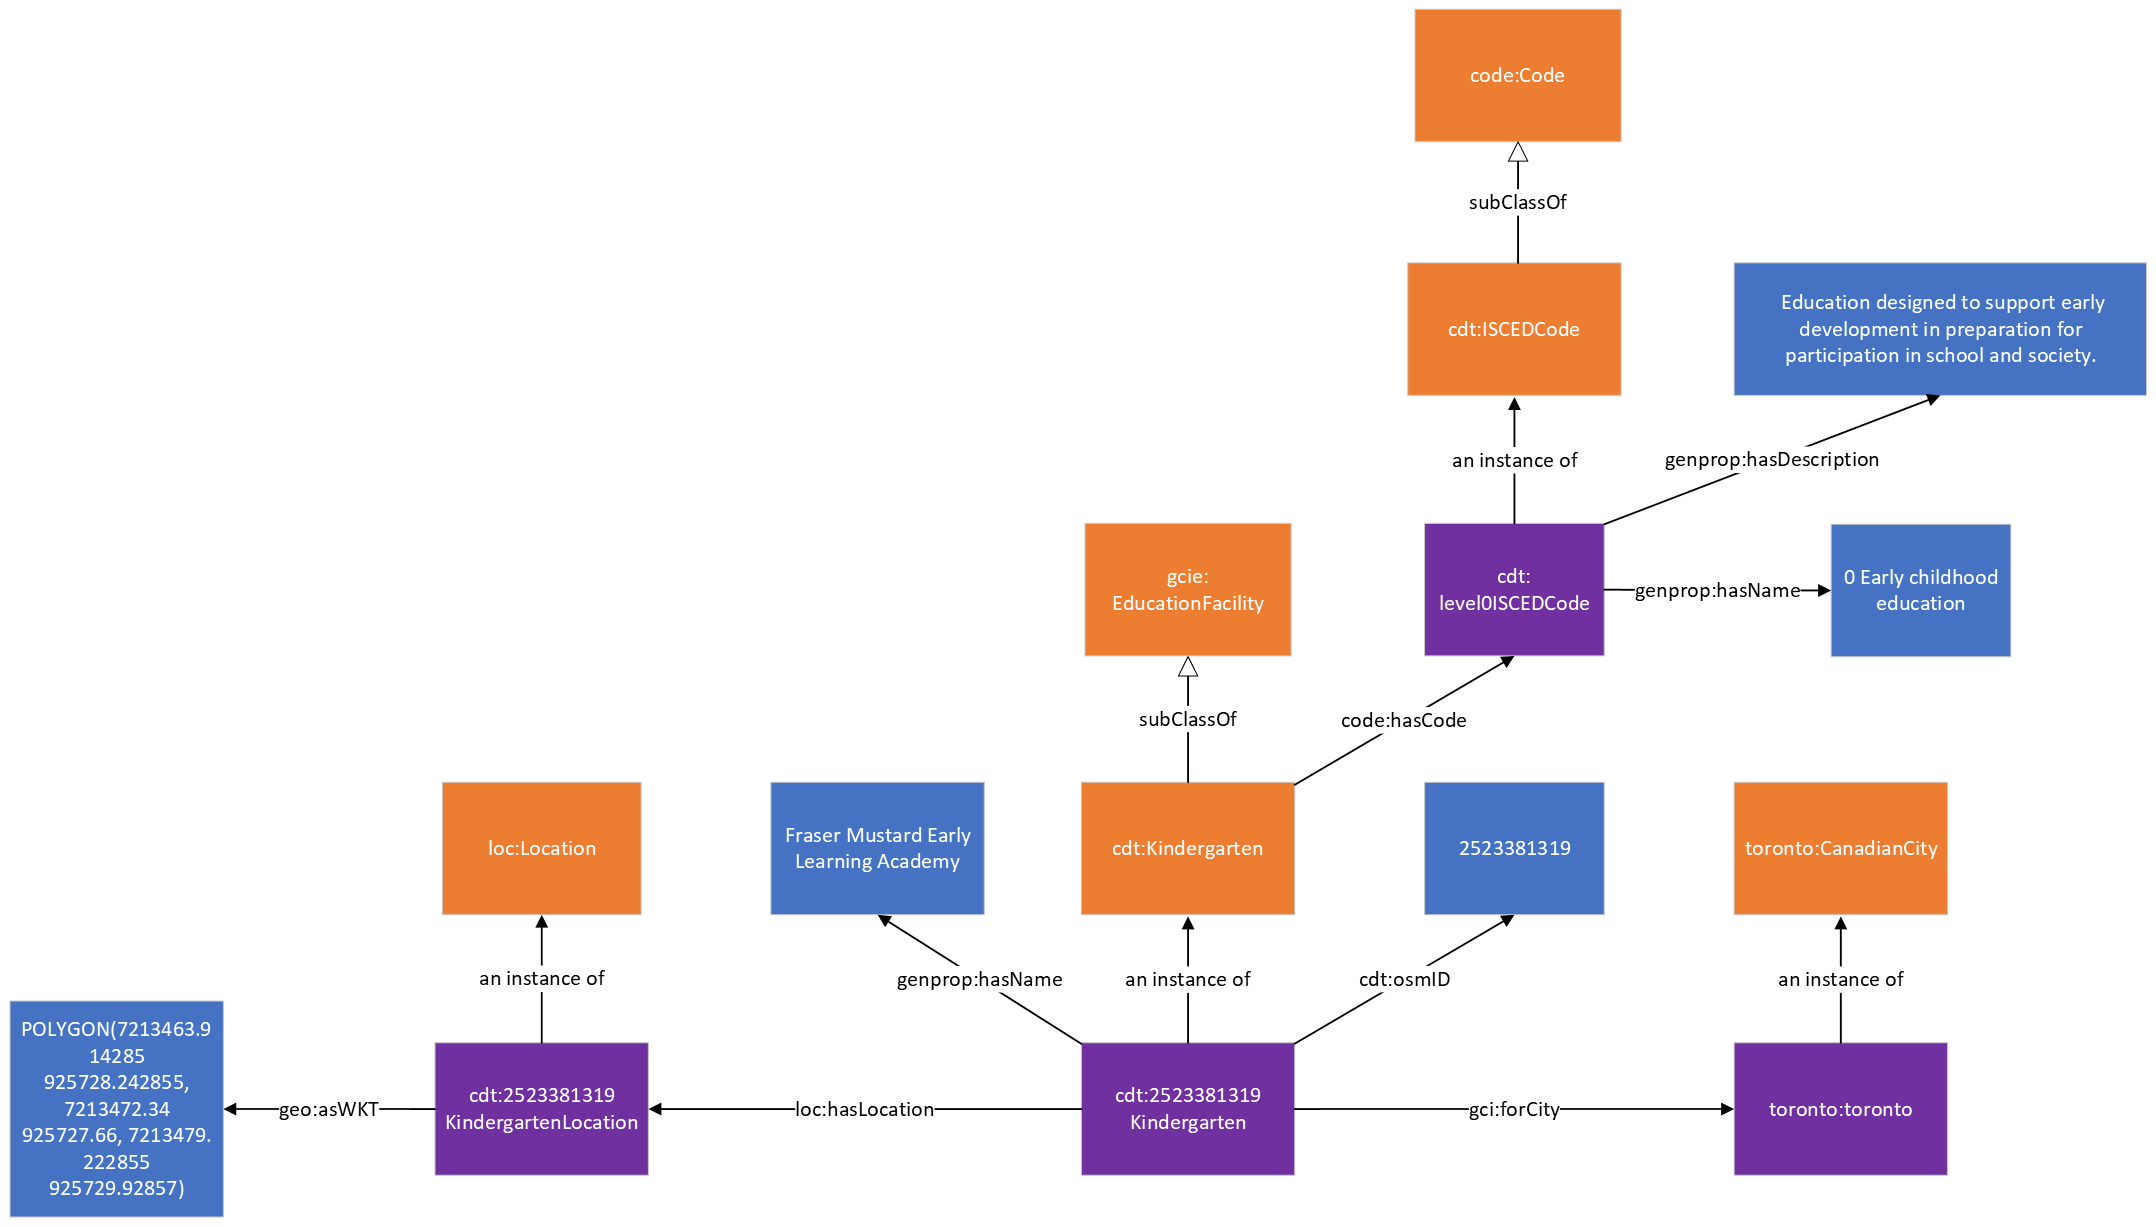 code:Code
subClassOf
cdt:ISCEDCode
Education designed to support early
development in preparation for
participation in school and society.
an instance of
genprop:hasDescription
gcie:
EducationFacility
cdt:
level0ISCEDCode
genprop:hasName
0 Early childhood
education
subClassOf
code:hasCode
loc:Location
Fraser Mustard Early
Learning Academy
cdt:Kindergarten
2523381319
toronto:CanadianCity
an instance of
genprop:hasName
an instance of
cdt:osmID
an instance of
POLYGON(7213463.9
14285
925728.242855,
7213472.34
925727.66, 7213479.
222855
925729.92857)
geo:asWKT
cdt:2523381319
KindergartenLocation
loc:hasLocation
cdt:2523381319
Kindergarten
gci:forCity
toronto:toronto